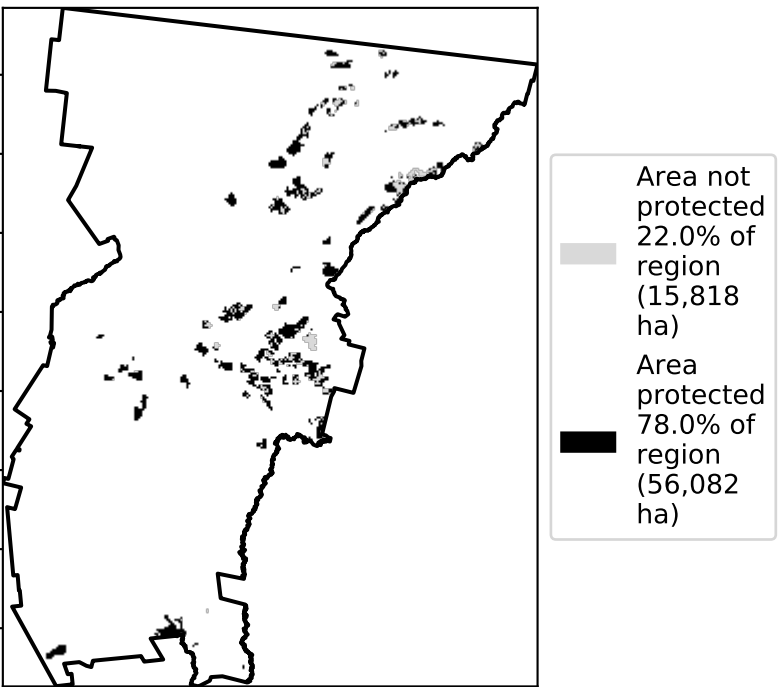 Area not
protected
22.0% of
region
(15,818
ha)
Area
protected
78.0% of
region
(56,082
ha)